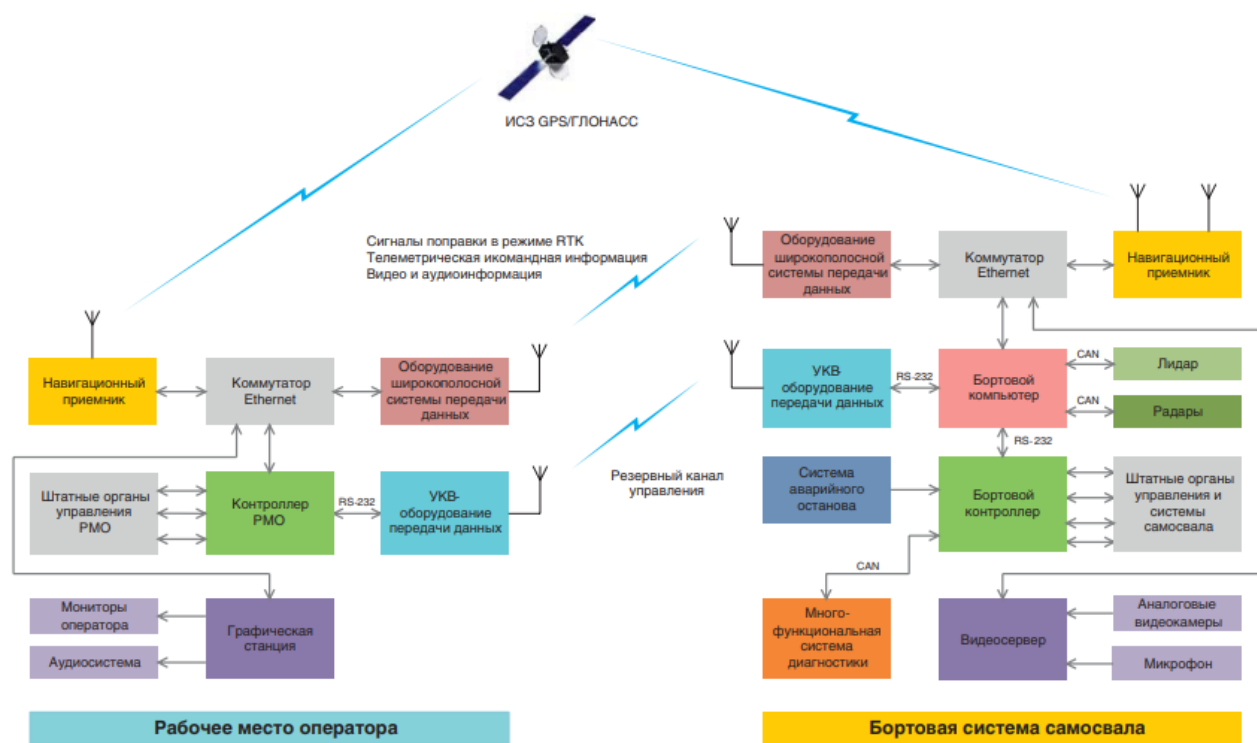 ИСЗ GPS/ГЛОНАСС
Сигналы поправки в режиме RTK
Телеметрическая икомандная информация
Видео и аудиоинформация
Навигационный
приемник
Коммутатор
Ethernet
Оборудование
широкополосной
системы передачи
данных
Штатные органы
управления
РМО
Контроллер
РМО
RS-232
УКВ-
оборудование
передачи данных
Резервный канал
управления
Мониторы
оператора
Аудиосистема
Графическая
станция
Рабочее место оператора
Оборудование
широкополосной
системы передачи
данных
Коммутатор
Ethernet
Навигационный
приемник
УКВ-
оборудование
передачи данных
RS-232
Бортовой
компьютер
CAN
Лидар
CAN
Радары
RS-232
Система
аварийного
останова
Бортовой
контроллер
Штатные органы
управления и
системы
самосвала
CAN
Много-
функциональная
система
диагностики
Видеосервер
Аналоговые
видеокамеры
Микрофон
Бортовая система самосвала